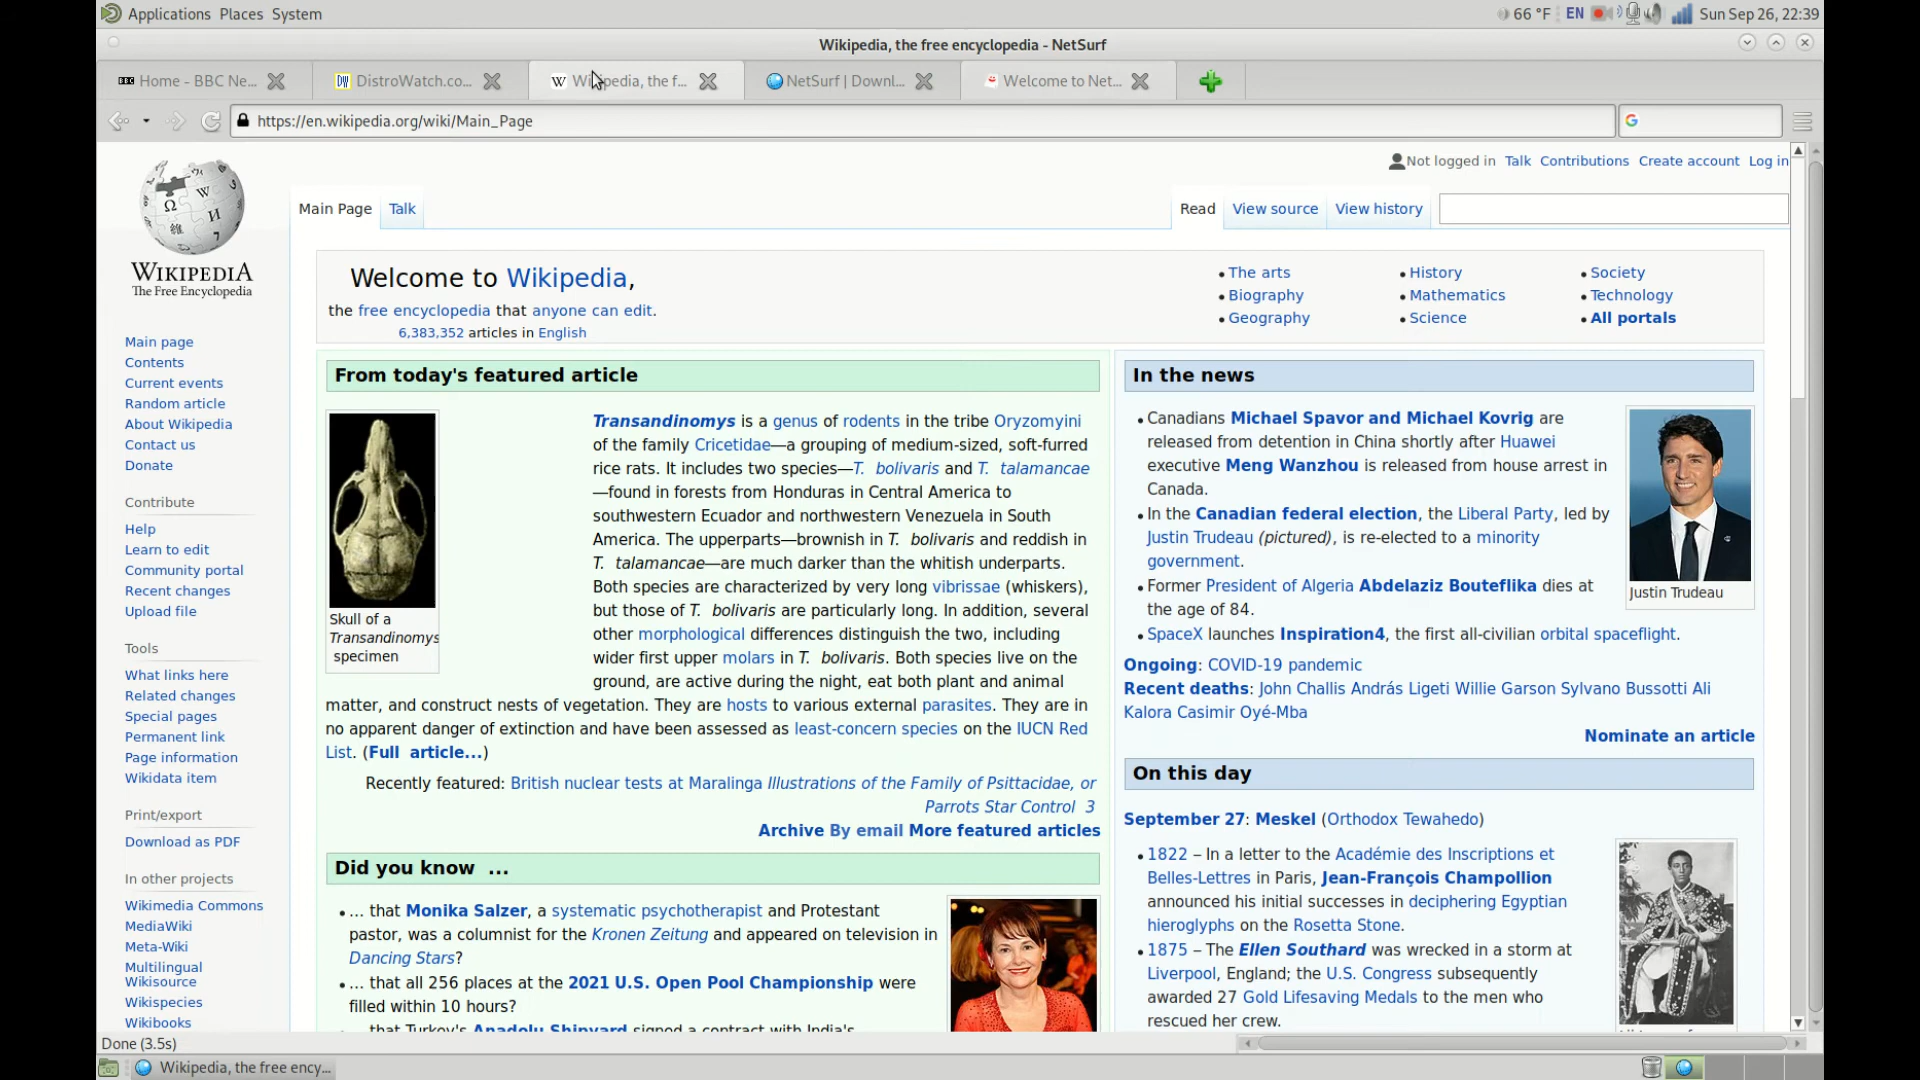 Applications Places System
66 °F EN Sun Sep 26, 22:39
Wikipedia, the free encyclopedia - NetSurf
BBC Home - BBC Ne...
DW DistroWatch.co...
W Wikipedia, the f...
NetSurf | Downl...
Welcome to Net...
https://en.wikipedia.org/wiki/Main_Page
G
Not logged in Talk Contributions Create account Log in
Main Page Talk
Read View source View history
WIKIPEDIA
The Free Encyclopedia
Main page
Contents
Current events
Random article
About Wikipedia
Contact us
Donate
Contribute
Help
Learn to edit
Community portal
Recent changes
Upload file
Tools
What links here
Related changes
Special pages
Permanent link
Page information
Wikidata item
Print/export
Download as PDF
In other projects
Wikimedia Commons
MediaWiki
Meta-Wiki
Multilingual
Wikisource
Wikispecies
Wikibooks
Welcome to Wikipedia,
the free encyclopedia that anyone can edit.
6,383,352 articles in English
• The arts
• Biography
• Geography
• History
• Mathematics
• Science
• Society
• Technology
• All portals
From today's featured article
Skull of a
Transandinomys
specimen
Transandinomys is a genus of rodents in the tribe Oryzomyini
of the family Cricetidae—a grouping of medium-sized, soft-furred
rice rats. It includes two species—T. bolivaris and T. talamancae
—found in forests from Honduras in Central America to
southwestern Ecuador and northwestern Venezuela in South
America. The upperparts—brownish in T. bolivaris and reddish in
T. talamancae—are much darker than the whitish underparts.
Both species are characterized by very long vibrissae (whiskers),
but those of T. bolivaris are particularly long. In addition, several
other morphological differences distinguish the two, including
wider first upper molars in T. bolivaris. Both species live on the
ground, are active during the night, eat both plant and animal
matter, and construct nests of vegetation. They are hosts to various external parasites. They are in
no apparent danger of extinction and have been assessed as least-concern species on the IUCN Red
List. (Full article...)
Recently featured: British nuclear tests at Maralinga Illustrations of the Family of Psittacidae, or
Parrots Star Control 3
Archive By email More featured articles
Did you know ...
• ... that Monika Salzer, a systematic psychotherapist and Protestant
pastor, was a columnist for the Kronen Zeitung and appeared on television in
Dancing Stars?
• ... that all 256 places at the 2021 U.S. Open Pool Championship were
filled within 10 hours?
... that Turkey's Anadolu Shipyard signed a contract with India's
In the news
• Canadians Michael Spavor and Michael Kovrig are
released from detention in China shortly after Huawei
executive Meng Wanzhou is released from house arrest in
Canada.
• In the Canadian federal election, the Liberal Party, led by
Justin Trudeau (pictured), is re-elected to a minority
government.
• Former President of Algeria Abdelaziz Bouteflika dies at
the age of 84.
• SpaceX launches Inspiration4, the first all-civilian orbital spaceflight.
Justin Trudeau
Ongoing: COVID-19 pandemic
Recent deaths: John Challis András Ligeti Willie Garson Sylvano Bussotti Ali
Kalora Casimir Oyé-Mba
Nominate an article
On this day
September 27: Meskel (Orthodox Tewahedo)
• 1822 – In a letter to the Académie des Inscriptions et
Belles-Lettres in Paris, Jean-François Champollion
announced his initial successes in deciphering Egyptian
hieroglyphs on the Rosetta Stone.
• 1875 – The Ellen Southard was wrecked in a storm at
Liverpool, England; the U.S. Congress subsequently
awarded 27 Gold Lifesaving Medals to the men who
rescued her crew.
Done (3.5s)
Wikipedia, the free ency...